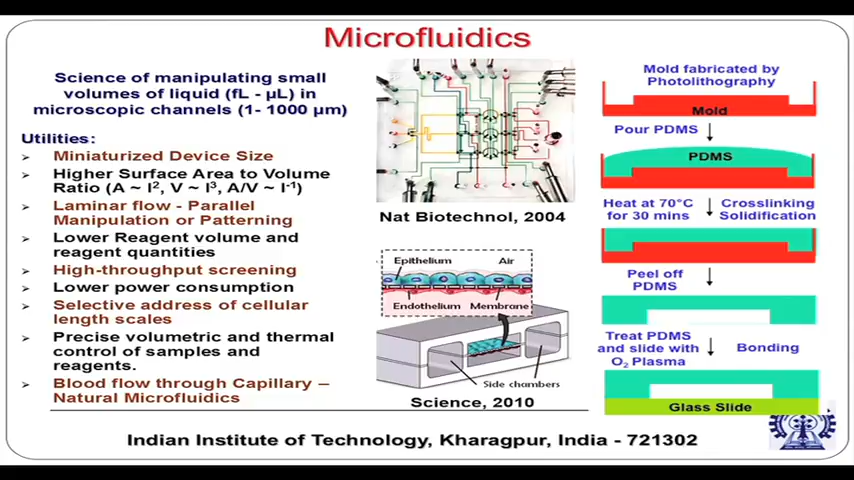 Microfluidics
Science of manipulating small
volumes of liquid (fL - µL) in
microscopic channels (1- 1000 µm)
Utilities:
Miniaturized Device Size
Higher Surface Area to Volume
Ratio (A ~ l², V ~ l³, A/V ~ l⁻¹)
Laminar flow - Parallel
Manipulation or Patterning
Lower Reagent volume and
reagent quantities
High-throughput screening
Lower power consumption
Selective address of cellular
length scales
Precise volumetric and thermal
control of samples and
reagents.
Blood flow through Capillary –
Natural Microfluidics
Nat Biotechnol, 2004
Epithelium Air
Endothelium Membrane
Side chambers
Science, 2010
Mold fabricated by
Photolithography
Mold
Pour PDMS
PDMS
Heat at 70°C Crosslinking
for 30 mins Solidification
Peel off
PDMS
Treat PDMS
and slide with Bonding
O₂ Plasma
Glass Slide
Indian Institute of Technology, Kharagpur, India - 721302